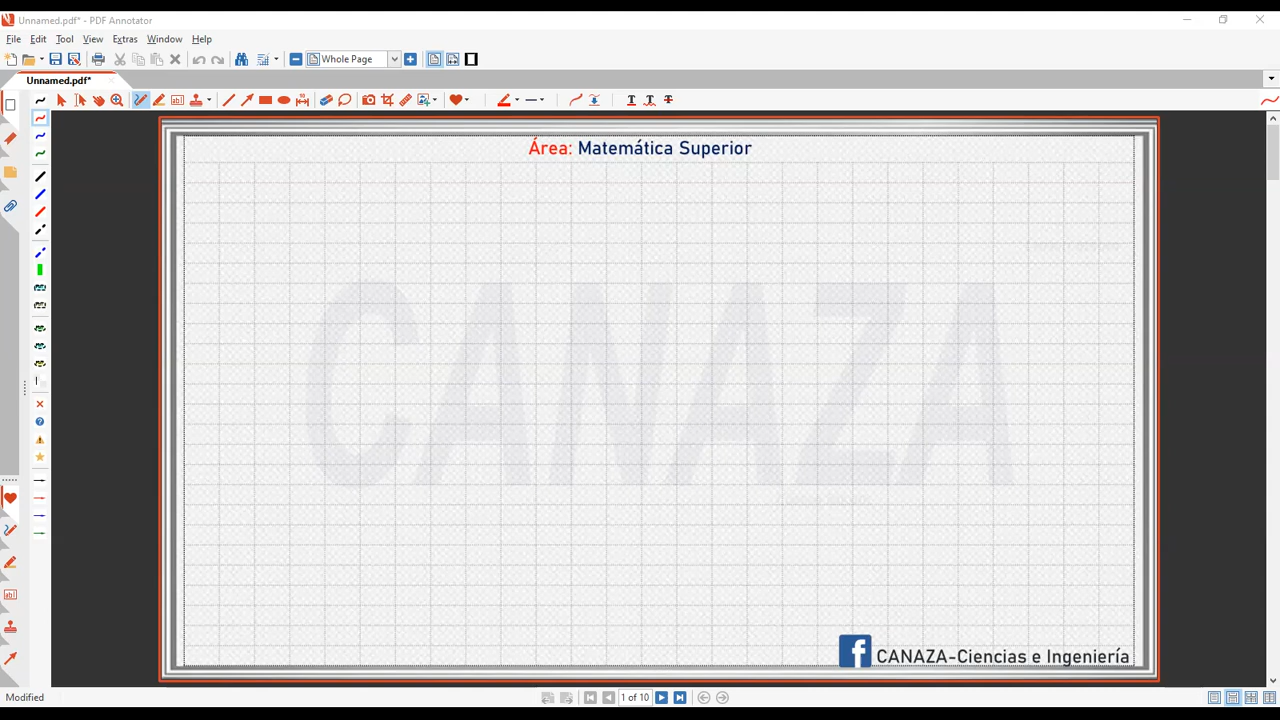 Unnamed.pdf* - PDF Annotator
File Edit Tool View Extras Window Help
Whole Page
Unnamed.pdf*
Área: Matemática Superior
CANAZA
CANAZA-Ciencias e Ingeniería
Modified
1 of 10